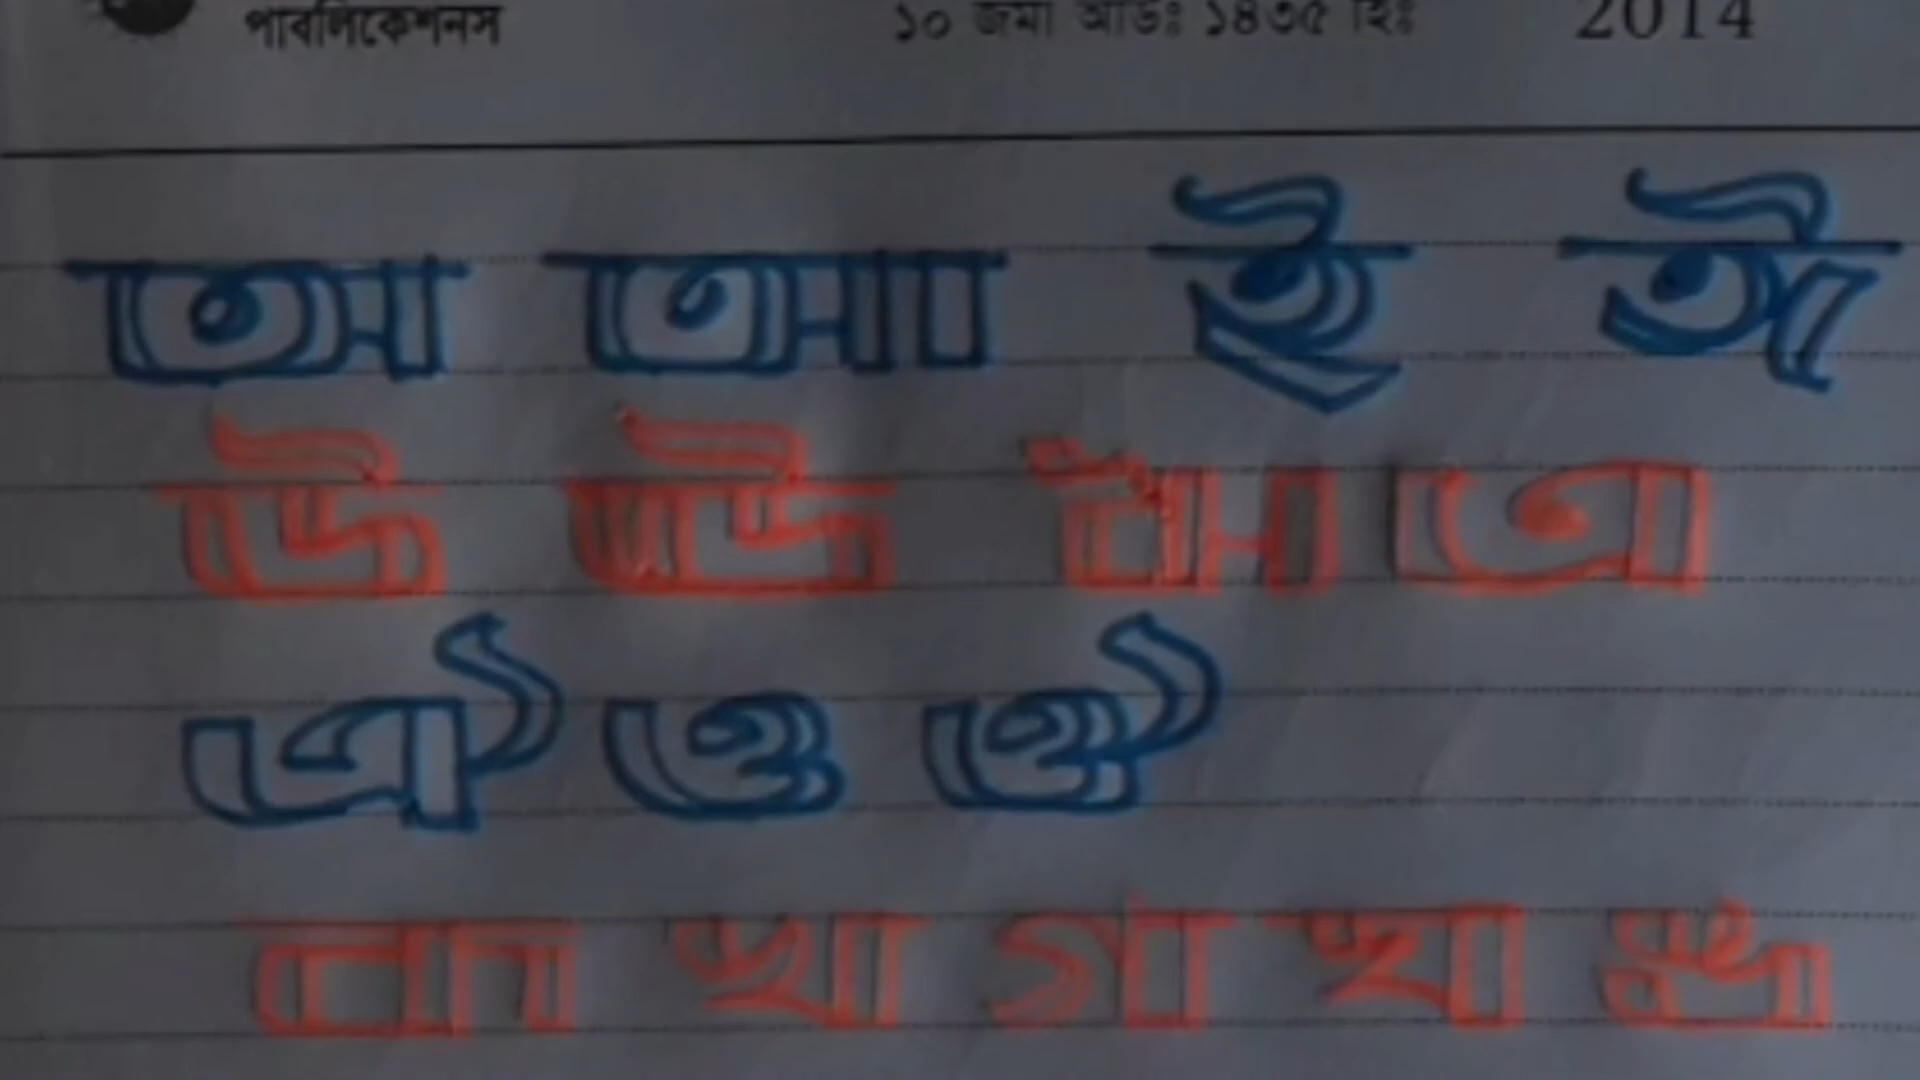 পাবলিকেশনস ১০ জমা আউঃ ১৪৩৫ হিঃ 2014
অ আ ই ঈ
উ ঊ ঋ এ
ঐ ও ঔ
ক খ গ ঘ ঙ